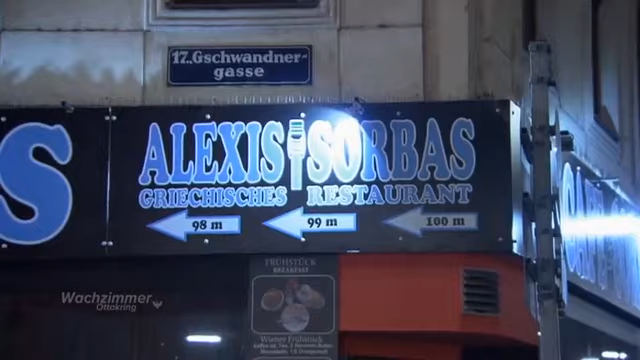 17.,Gschwandner-
gasse
S
ALEXIS SORBAS
GRIECHISCHES RESTAURANT
98 m 99 m 100 m
FRÜHSTÜCK
BREAKFAST
Wachzimmer
Ottakring
Wiener Frühstück